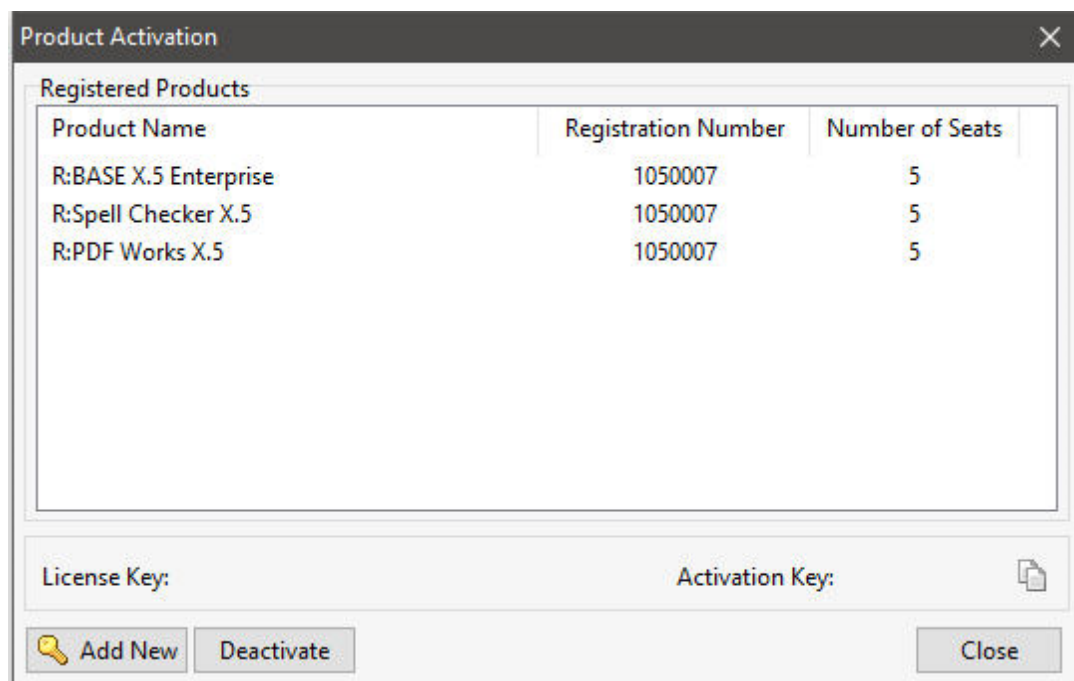 Product Activation
Registered Products
Product Name Registration Number Number of Seats
R:BASE X.5 Enterprise 1050007 5
R:Spell Checker X.5 1050007 5
R:PDF Works X.5 1050007 5
License Key: Activation Key:
Add New Deactivate Close